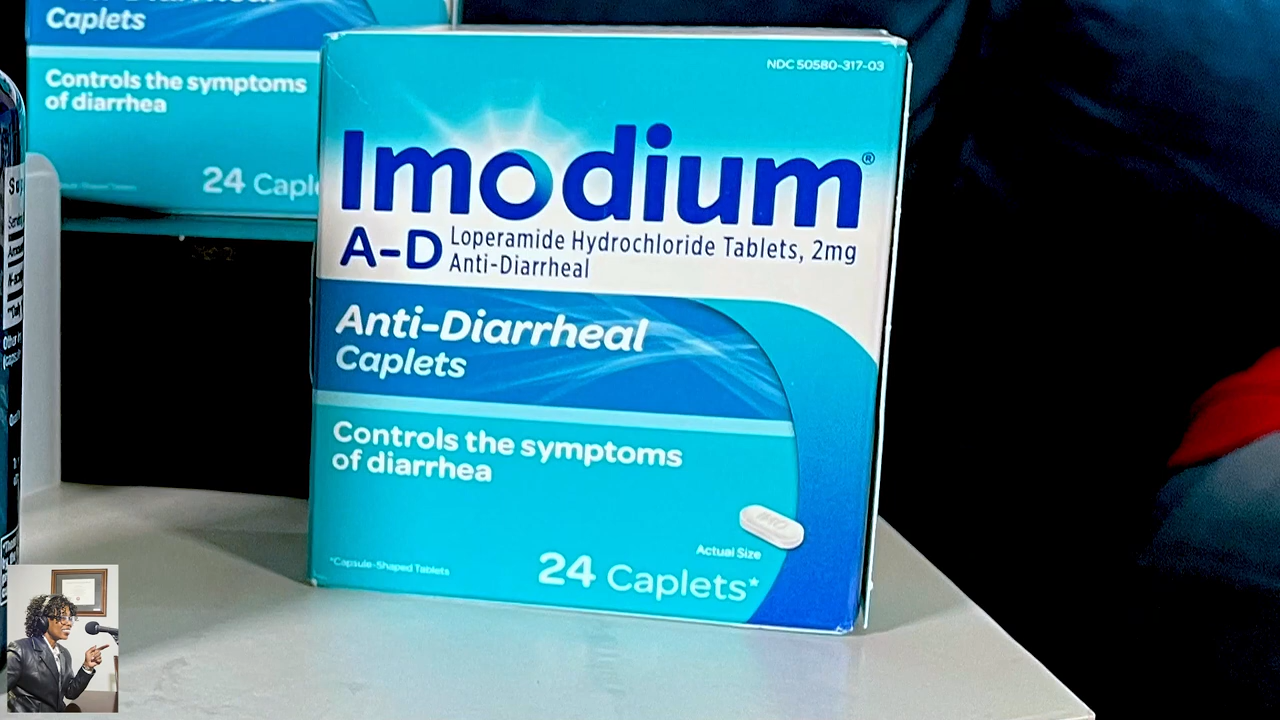 Caplets
Controls the symptoms
of diarrhea
24 Capl
NDC 50580-317-03
Imodium®
A-D
Loperamide Hydrochloride Tablets, 2mg
Anti-Diarrheal
Anti-Diarrheal
Caplets
Controls the symptoms
of diarrhea
Actual Size
*Capsule-Shaped Tablets
24 Caplets*